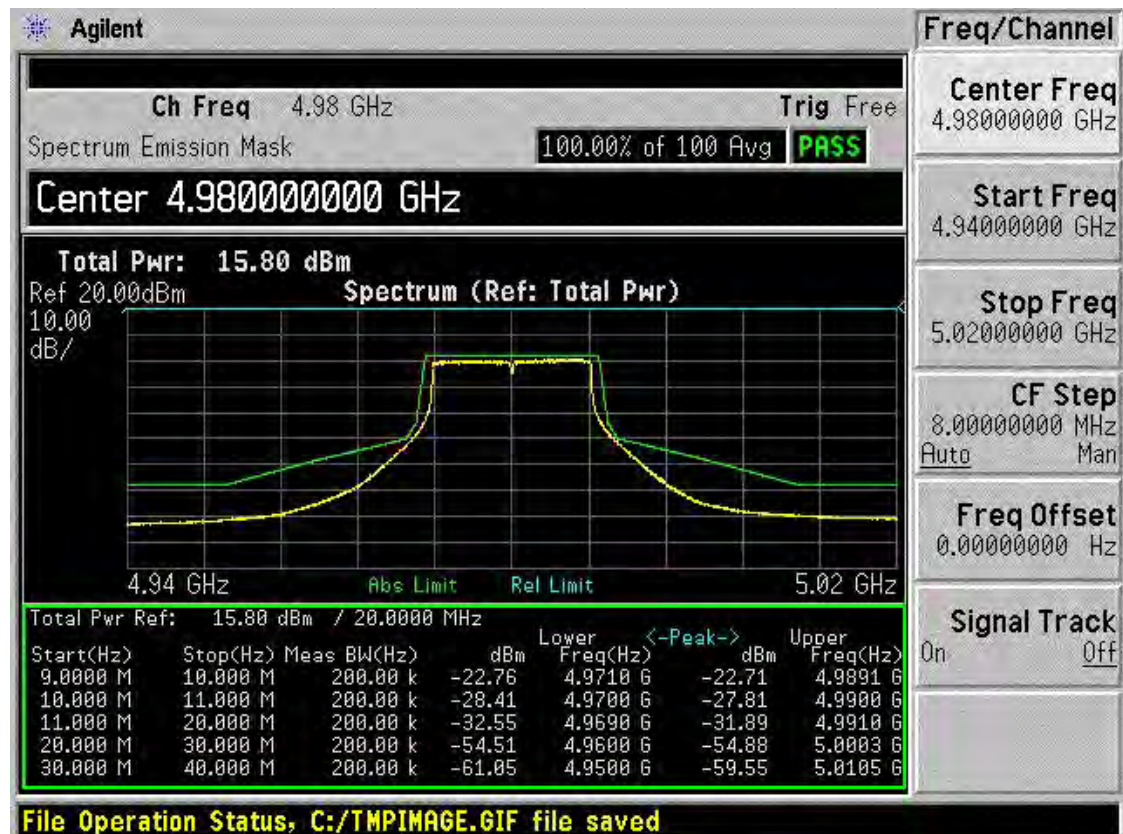 Agilent
Freq/Channel
Ch Freq 4.98 GHz Trig Free
Spectrum Emission Mask 100.00% of 100 Avg PASS
Center 4.980000000 GHz
Total Pwr: 15.80 dBm
Ref 20.00dBm Spectrum (Ref: Total Pwr)
10.00
dB/
4.94 GHz Abs Limit Rel Limit 5.02 GHz
Total Pwr Ref: 15.80 dBm / 20.0000 MHz
Lower <-Peak-> Upper
Start(Hz) Stop(Hz) Meas BW(Hz) dBm Freq(Hz) dBm Freq(Hz)
9.0000 M 10.000 M 200.00 k -22.76 4.9710 G -22.71 4.9891 G
10.000 M 11.000 M 200.00 k -28.41 4.9700 G -27.81 4.9900 G
11.000 M 20.000 M 200.00 k -32.55 4.9690 G -31.89 4.9910 G
20.000 M 30.000 M 200.00 k -54.51 4.9600 G -54.88 5.0003 G
30.000 M 40.000 M 200.00 k -61.05 4.9500 G -59.55 5.0105 G
File Operation Status, C:/TMPIMAGE.GIF file saved
Center Freq
4.98000000 GHz
Start Freq
4.94000000 GHz
Stop Freq
5.02000000 GHz
CF Step
8.00000000 MHz
Auto Man
Freq Offset
0.00000000 Hz
Signal Track
On Off